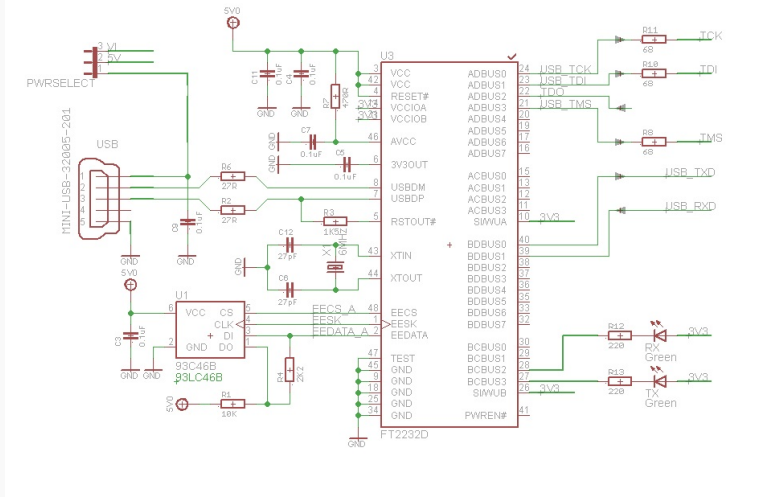 5V0
3 V1
2 5V
1
PWRSELECT
C11
0.1uF
C4
0.1uF
R7
470R
GND
GND
U3
3 VCC
42 VCC
4 RESET#
VCCIOA
VCCIOB
46 AVCC
6 3V3OUT
8 USBDM
7 USBDP
5 RSTOUT#
43 XTIN
44 XTOUT
48 EECS
1 EESK
2 EEDATA
47 TEST
45 GND
9 GND
18 GND
25 GND
34 GND
GND
FT2232D
ADBUS0 24 USB_TCK
ADBUS1 23 USB_TDI
ADBUS2 22 TDO
ADBUS3 21 USB_TMS
ADBUS4 20
ADBUS5 19
ADBUS6 17
ADBUS7 16
ACBUS0 15
ACBUS1 13
ACBUS2 12
ACBUS3 11
SI/WUA 10 3V3
BDBUS0 40
BDBUS1 39
BDBUS2 38
BDBUS3 37
BDBUS4 36
BDBUS5 35
BDBUS6 33
BDBUS7 32
BCBUS0 30
BCBUS1 29
BCBUS2 28
BCBUS3 27
SI/WUB 26 3V3
PWREN# 41
R11
68
TCK
R10
68
TDI
R8
68
TMS
USB_TXD
USB_RXD
R12
220
RX
Green
3V3
R13
220
TX
Green
3V3
GND
C7
0.1uF
GND
C5
0.1uF
USB
MINI-USB-32005-201
1
2
3
4
5
R6
27R
R2
27R
R3
1K5
C9
0.1uF
GND
GND
C12
27pF
GND
C6
27pF
X1
6MHZ
5V0
C3
0.1uF
GND
GND
U1
6 VCC CS 5
CLK 4
DI 3
2 GND DO 1
93C46B
93LC46B
EECS_A
EESK
EEDATA_A
R4
2K2
5V0
R1
10K